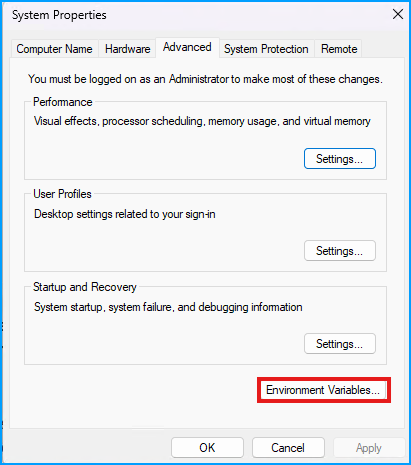 System Properties
Computer Name Hardware Advanced System Protection Remote
You must be logged on as an Administrator to make most of these changes.
Performance
Visual effects, processor scheduling, memory usage, and virtual memory
Settings...
User Profiles
Desktop settings related to your sign-in
Settings...
Startup and Recovery
System startup, system failure, and debugging information
Settings...
Environment Variables...
OK Cancel Apply